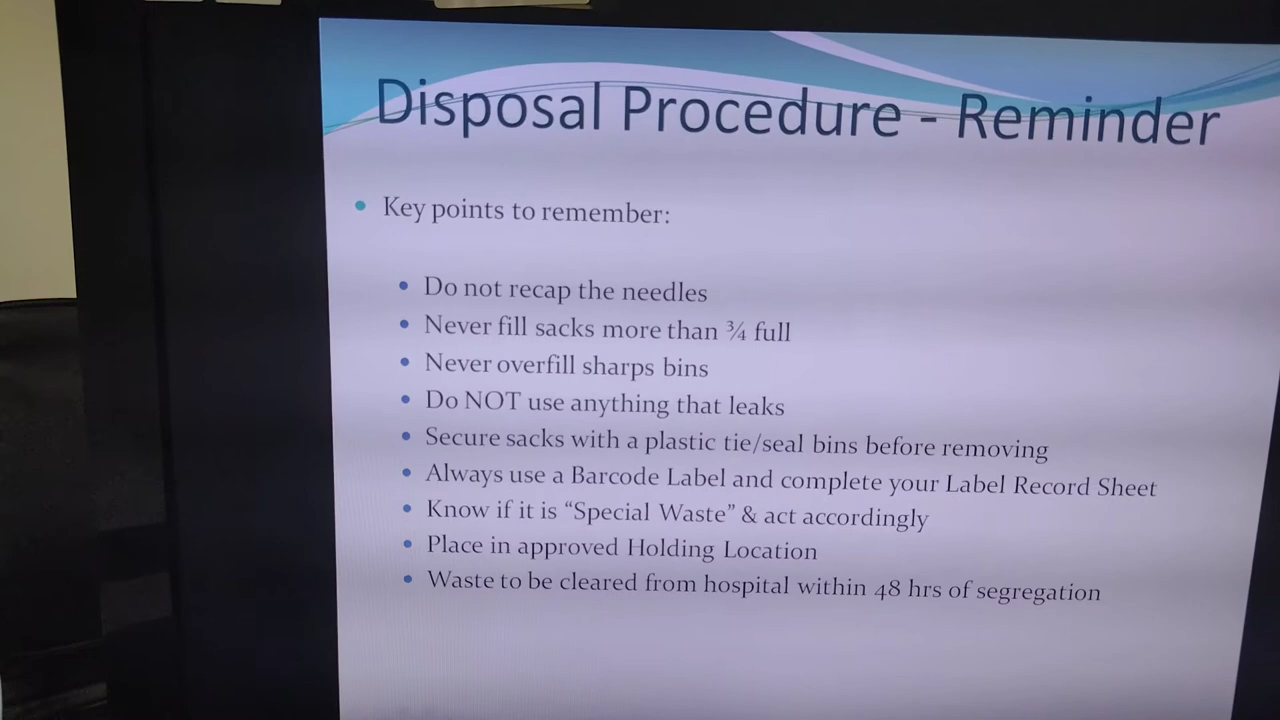 Disposal Procedure - Reminder
• Key points to remember:
• Do not recap the needles
• Never fill sacks more than ¾ full
• Never overfill sharps bins
• Do NOT use anything that leaks
• Secure sacks with a plastic tie/seal bins before removing
• Always use a Barcode Label and complete your Label Record Sheet
• Know if it is “Special Waste” & act accordingly
• Place in approved Holding Location
• Waste to be cleared from hospital within 48 hrs of segregation